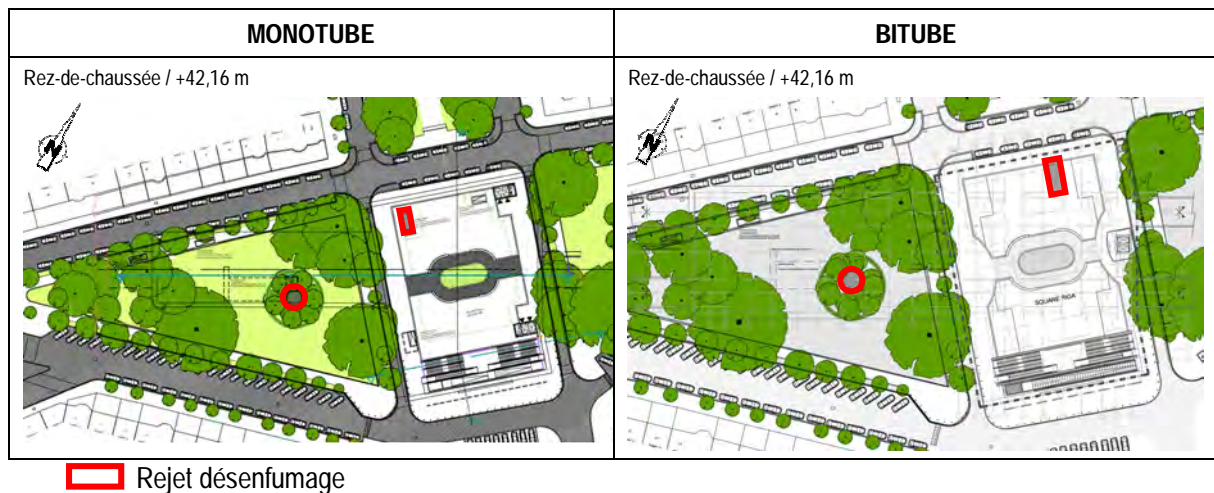 MONOTUBE
BITUBE
Rez-de-chaussée / +42,16 m
Rez-de-chaussée / +42,16 m
N
N
SQUARE RIGA
Rejet désenfumage